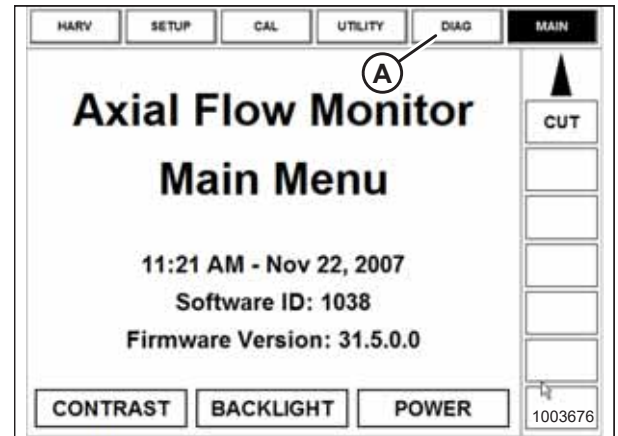 HARV SETUP CAL UTILITY DIAG MAIN
A
Axial Flow Monitor
CUT
Main Menu
11:21 AM - Nov 22, 2007
Software ID: 1038
Firmware Version: 31.5.0.0
CONTRAST BACKLIGHT POWER
1003676